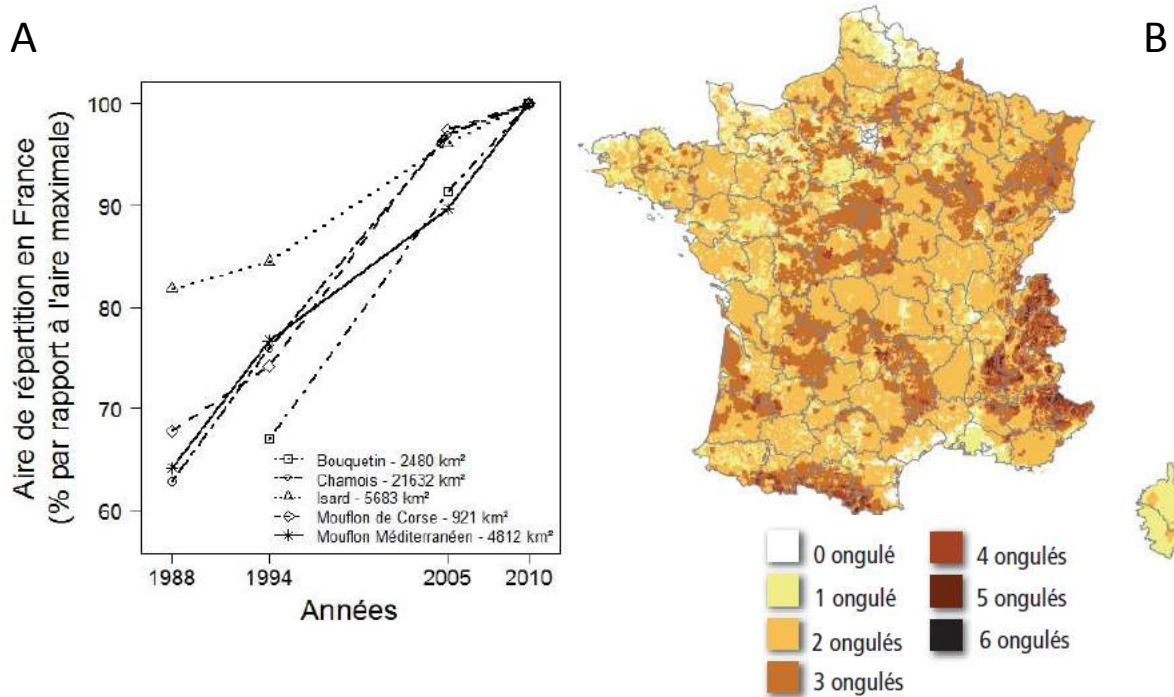 A
B
Aire de répartition en France
(% par rapport à l'aire maximale)
100
90
80
70
60
Bouquetin - 2480 km²
Chamois - 21632 km²
Isard - 5683 km²
Mouflon de Corse - 921 km²
Mouflon Méditerranéen - 4812 km²
1988
1994
2005
2010
Années
0 ongulé
1 ongulé
2 ongulés
3 ongulés
4 ongulés
5 ongulés
6 ongulés